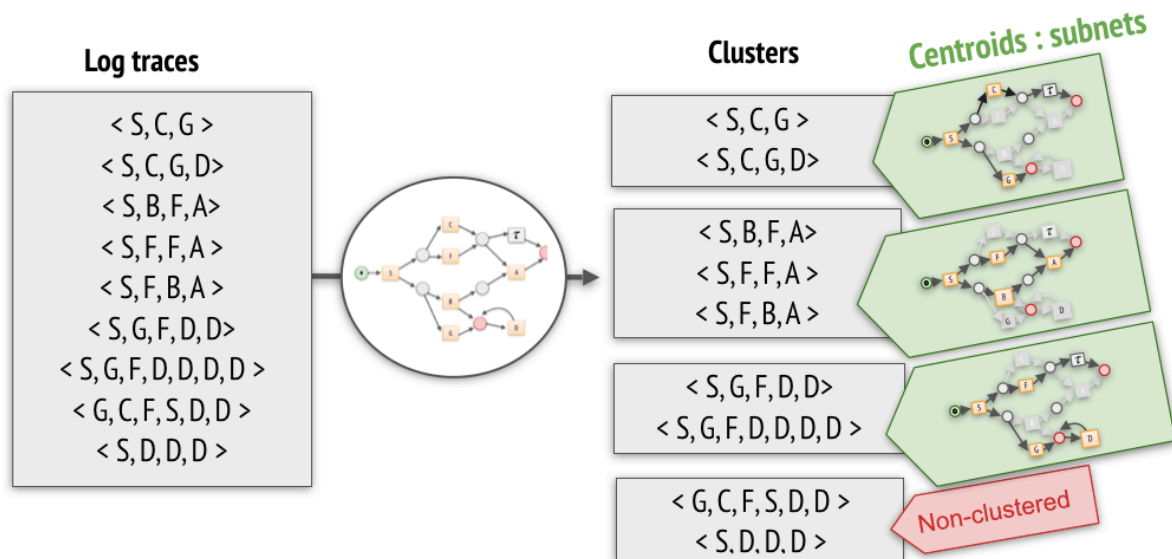 Log traces
< S, C, G >
< S, C, G, D>
< S, B, F, A>
< S, F, F, A >
< S, F, B, A >
< S, G, F, D, D>
< S, G, F, D, D, D, D >
< G, C, F, S, D, D >
< S, D, D, D >
C
τ
S
F
A
B
G
D
Clusters
< S, C, G >
< S, C, G, D>
< S, B, F, A>
< S, F, F, A >
< S, F, B, A >
< S, G, F, D, D>
< S, G, F, D, D, D, D >
< G, C, F, S, D, D >
< S, D, D, D >
Centroids : subnets
C
τ
S
G
τ
F
S
A
B
G
D
τ
F
S
G
D
Non-clustered